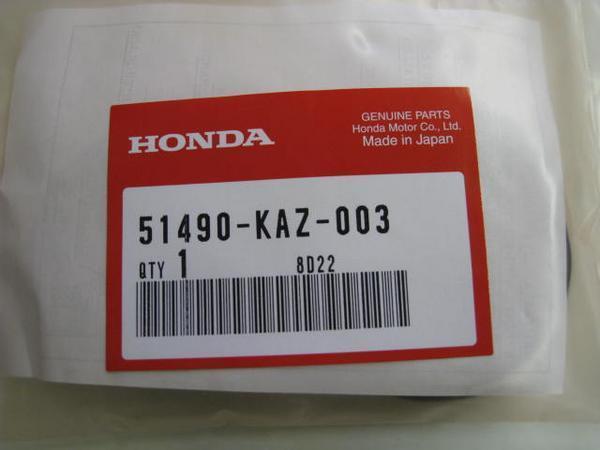 HONDA
GENUINE PARTS
Honda Motor Co., Ltd.
Made in Japan
51490-KAZ-003
QTY 1 8D22